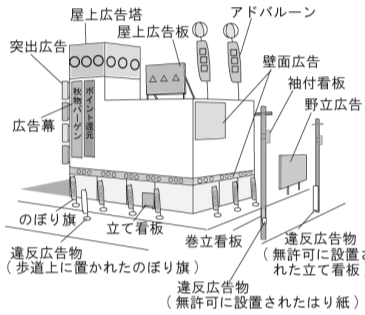 アドバルーン
屋上広告塔
屋上広告板
突出広告
壁面広告
袖付看板
広告幕
秋物バーゲン
ポイント還元
△△△
野立広告
のぼり旗
立て看板
巻立看板
違反広告物
(歩道上に置かれたのぼり旗)
違反広告物
(無許可に設置さ
れた立て看板)
違反広告物
(無許可に設置されたはり紙)